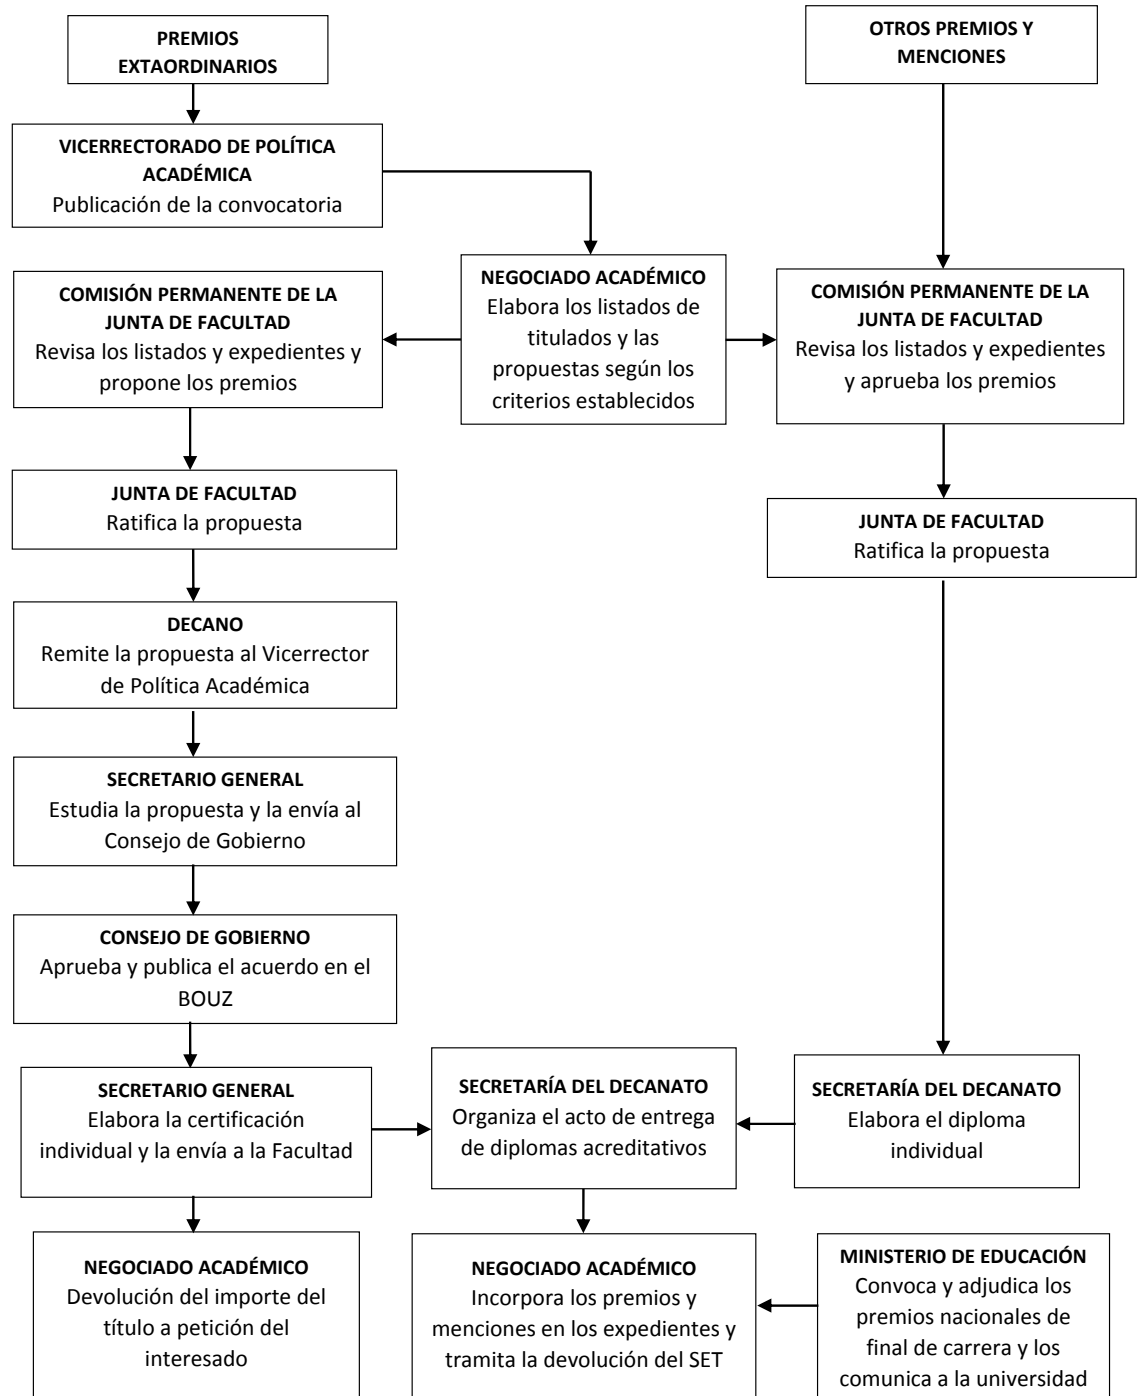 PREMIOS
EXTAORDINARIOS
OTROS PREMIOS Y
MENCIONES
VICERRECTORADO DE POLÍTICA
ACADÉMICA
Publicación de la convocatoria
NEGOCIADO ACADÉMICO
Elabora los listados de
titulados y las
propuestas según los
criterios establecidos
COMISIÓN PERMANENTE DE LA
JUNTA DE FACULTAD
Revisa los listados y expedientes y
propone los premios
COMISIÓN PERMANENTE DE LA
JUNTA DE FACULTAD
Revisa los listados y expedientes
y aprueba los premios
JUNTA DE FACULTAD
Ratifica la propuesta
JUNTA DE FACULTAD
Ratifica la propuesta
DECANO
Remite la propuesta al Vicerrector
de Política Académica
SECRETARIO GENERAL
Estudia la propuesta y la envía al
Consejo de Gobierno
CONSEJO DE GOBIERNO
Aprueba y publica el acuerdo en el
BOUZ
SECRETARIO GENERAL
Elabora la certificación
individual y la envía a la Facultad
SECRETARÍA DEL DECANATO
Organiza el acto de entrega
de diplomas acreditativos
SECRETARÍA DEL DECANATO
Elabora el diploma
individual
NEGOCIADO ACADÉMICO
Devolución del importe del
título a petición del
interesado
NEGOCIADO ACADÉMICO
Incorpora los premios y
menciones en los expedientes y
tramita la devolución del SET
MINISTERIO DE EDUCACIÓN
Convoca y adjudica los
premios nacionales de
final de carrera y los
comunica a la universidad